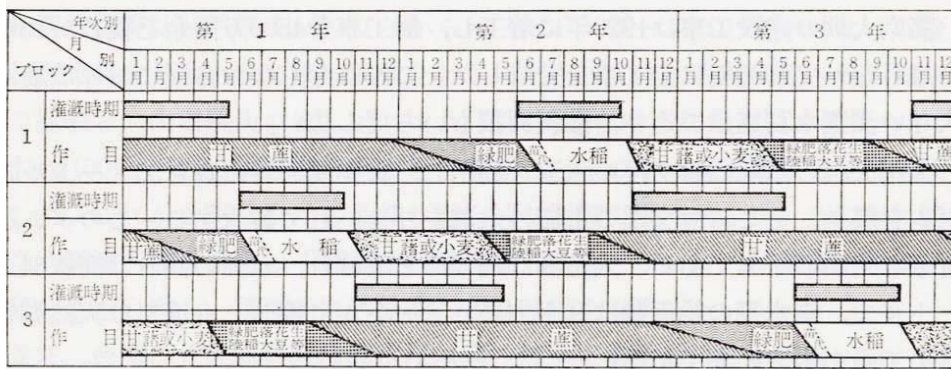 年次別 第1年 第2年 第3年
月別
ブロック 1月 2月 3月 4月 5月 6月 7月 8月 9月 10月 11月 12月 1月 2月 3月 4月 5月 6月 7月 8月 9月 10月 11月 12月 1月 2月 3月 4月 5月 6月 7月 8月 9月 10月 11月 12月
1
灌漑時期
作目 甘蔗 緑肥 苗代 水稲 甘藷或小麦 緑肥落花生陸稲大豆等 甘蔗
2
灌漑時期
作目 甘蔗 緑肥 苗代 水稲 甘藷或小麦 緑肥落花生陸稲大豆等 甘蔗
3
灌漑時期
作目 甘藷或小麦 緑肥落花生陸稲大豆等 甘蔗 緑肥 苗代 水稲